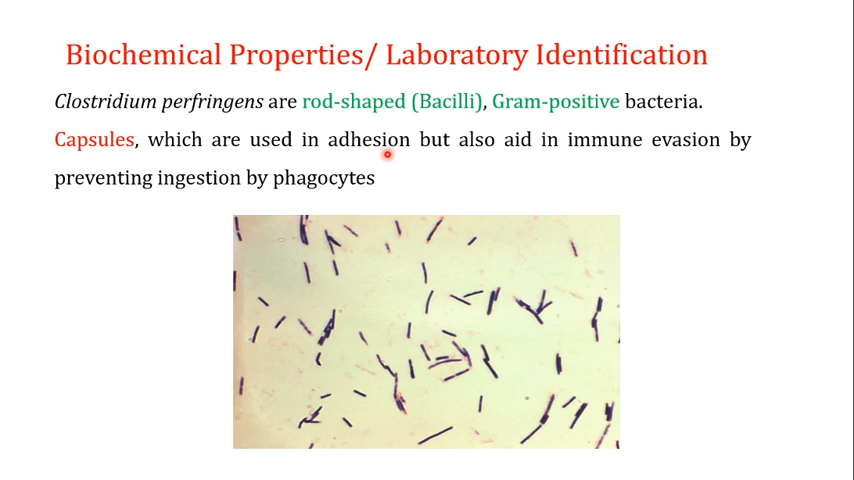 Biochemical Properties/ Laboratory Identification
Clostridium perfringens are rod-shaped (Bacilli), Gram-positive bacteria.
Capsules, which are used in adhesion but also aid in immune evasion by
preventing ingestion by phagocytes